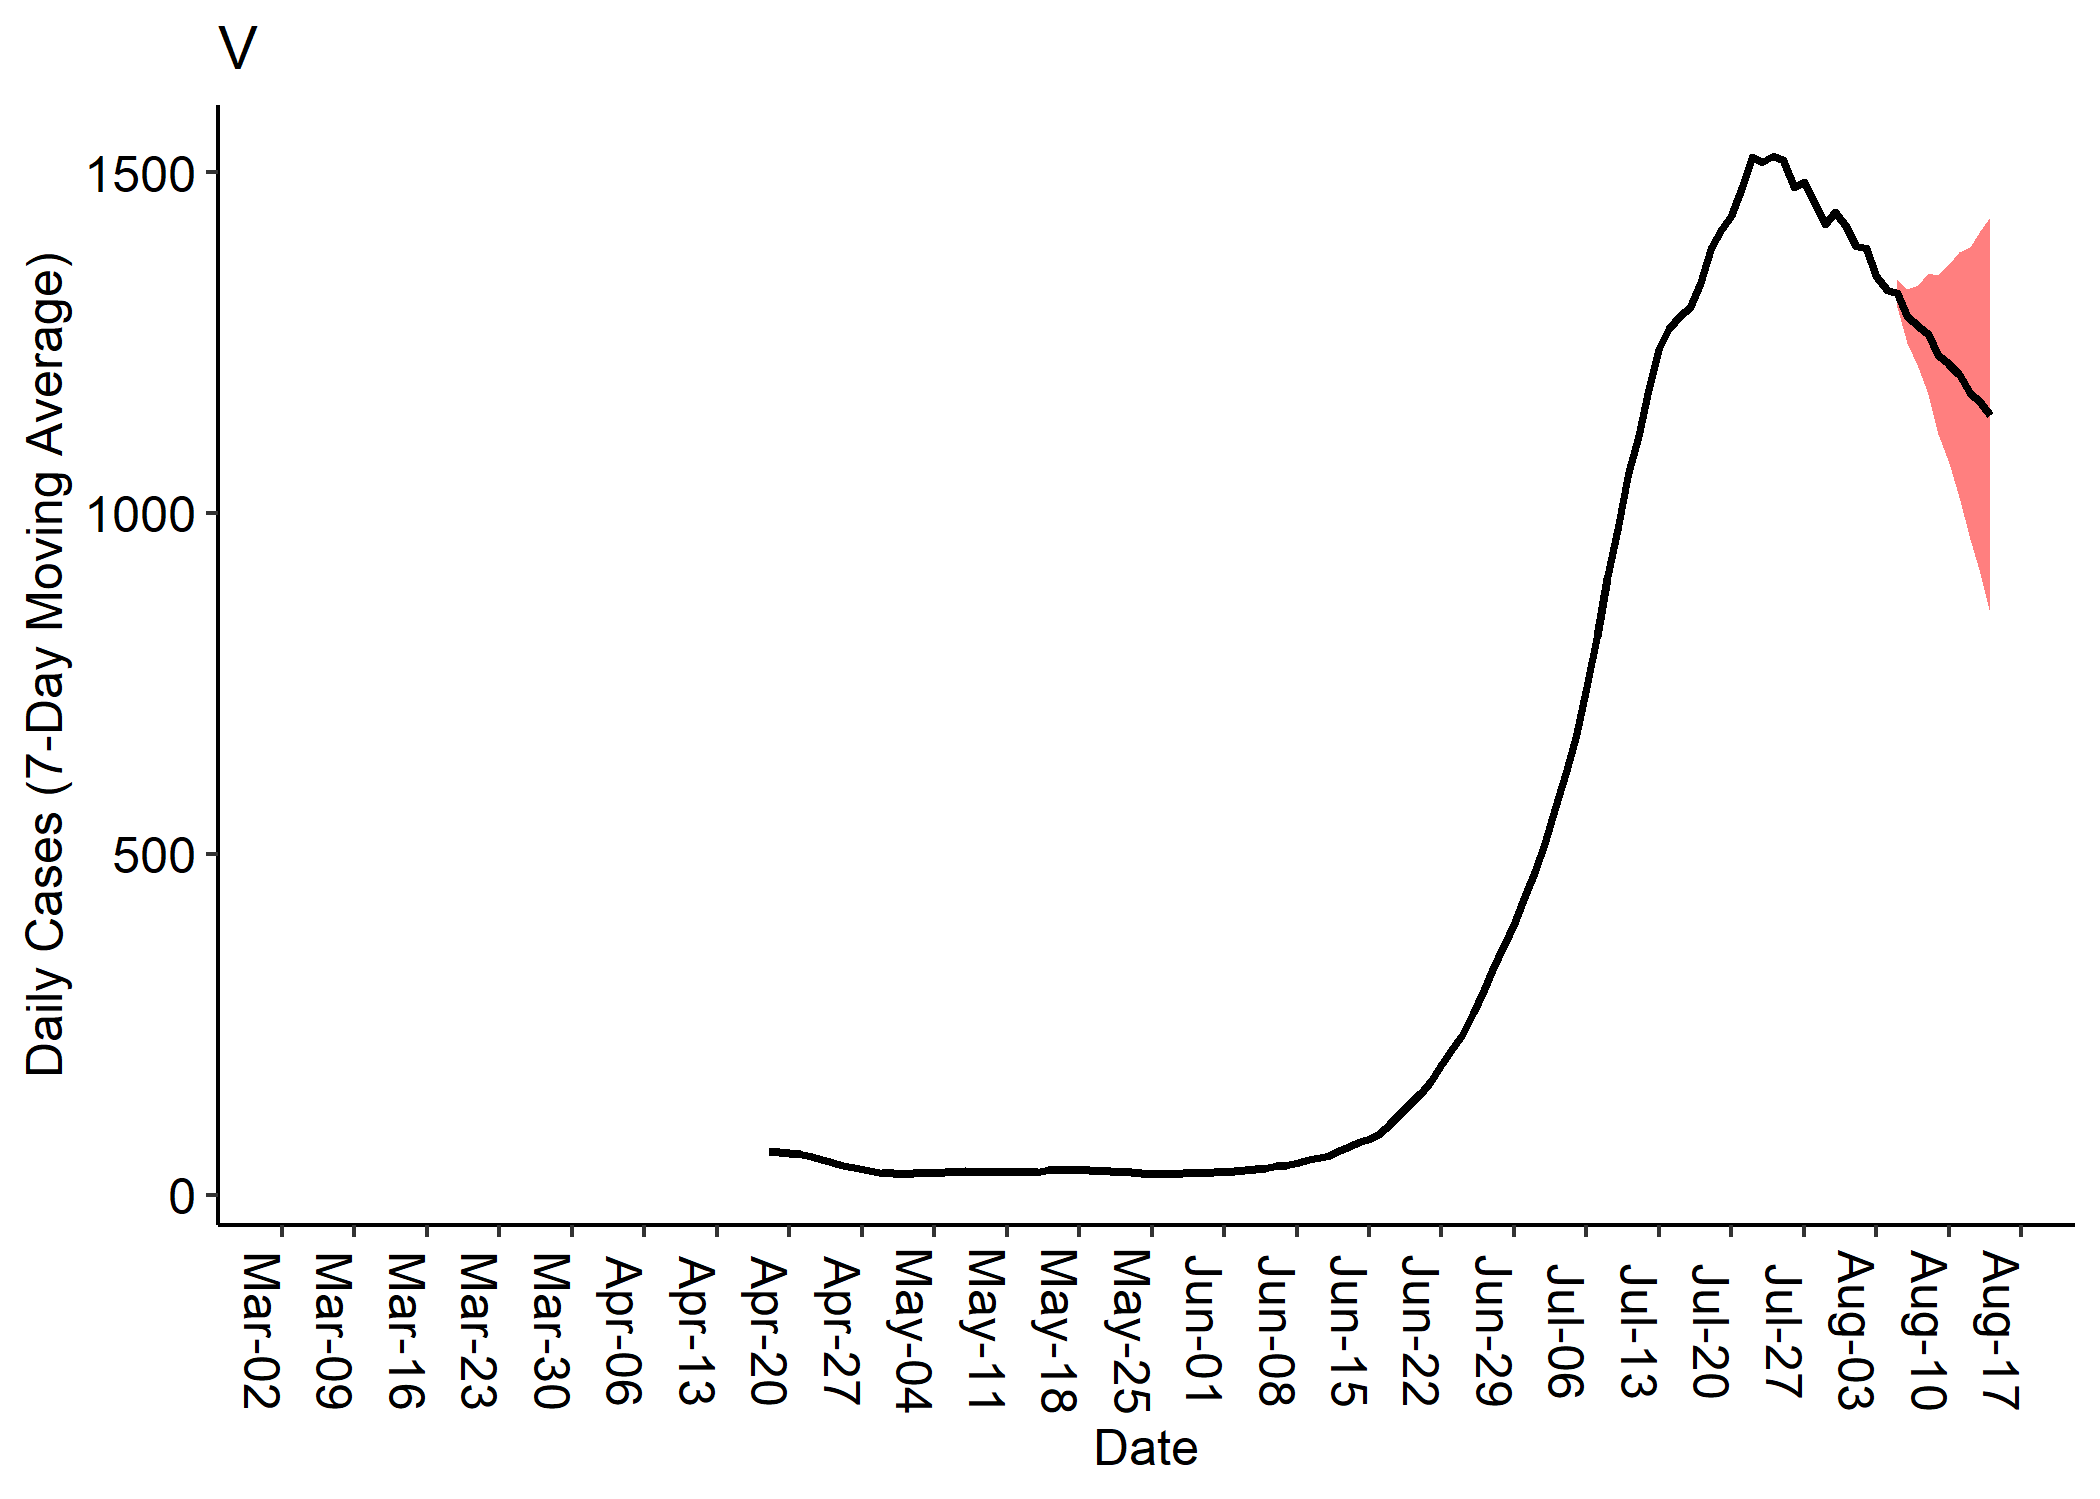 V
Daily Cases (7-Day Moving Average)
1500
1000
500
0
Mar-02
Mar-09
Mar-16
Mar-23
Mar-30
Apr-06
Apr-13
Apr-20
Apr-27
May-04
May-11
May-18
May-25
Jun-01
Jun-08
Jun-15
Jun-22
Jun-29
Jul-06
Jul-13
Jul-20
Jul-27
Aug-03
Aug-10
Aug-17
Date